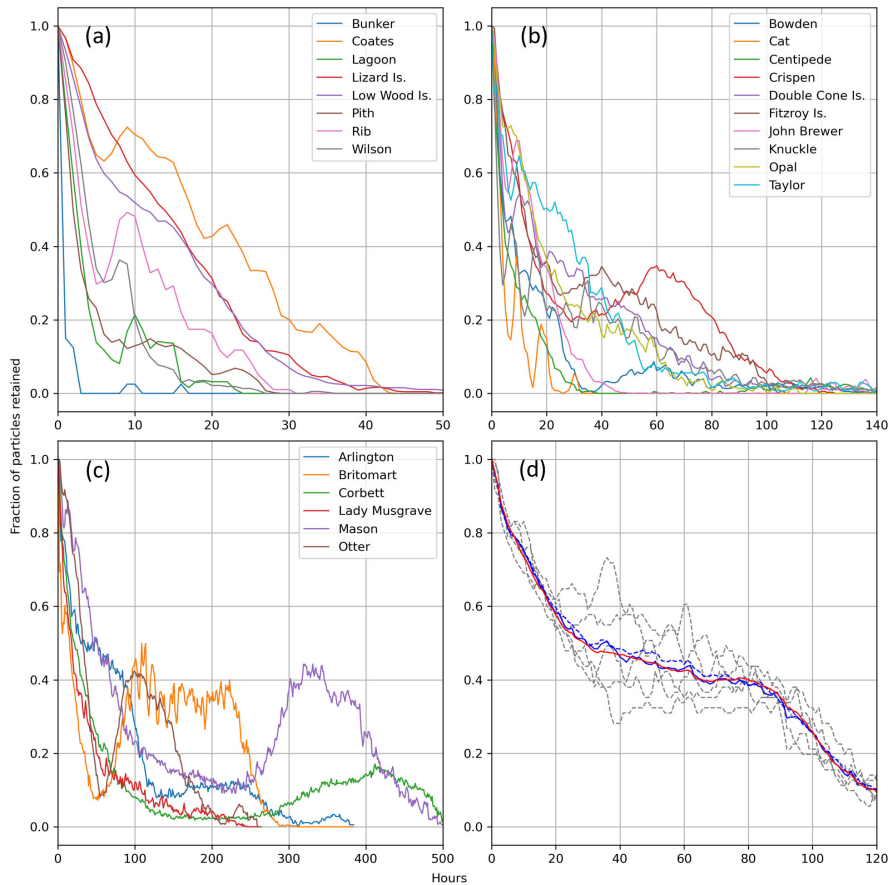 (a)
Bunker
Coates
Lagoon
Lizard Is.
Low Wood Is.
Pith
Rib
Wilson
1.0
0.8
0.6
0.4
0.2
0.0
0 10 20 30 40 50
(b)
Bowden
Cat
Centipede
Crispen
Double Cone Is.
Fitzroy Is.
John Brewer
Knuckle
Opal
Taylor
1.0
0.8
0.6
0.4
0.2
0.0
0 20 40 60 80 100 120 140
Fraction of particles retained
(c)
Arlington
Britomart
Corbett
Lady Musgrave
Mason
Otter
1.0
0.8
0.6
0.4
0.2
0.0
0 100 200 300 400 500
(d)
1.0
0.8
0.6
0.4
0.2
0.0
0 20 40 60 80 100 120
Hours